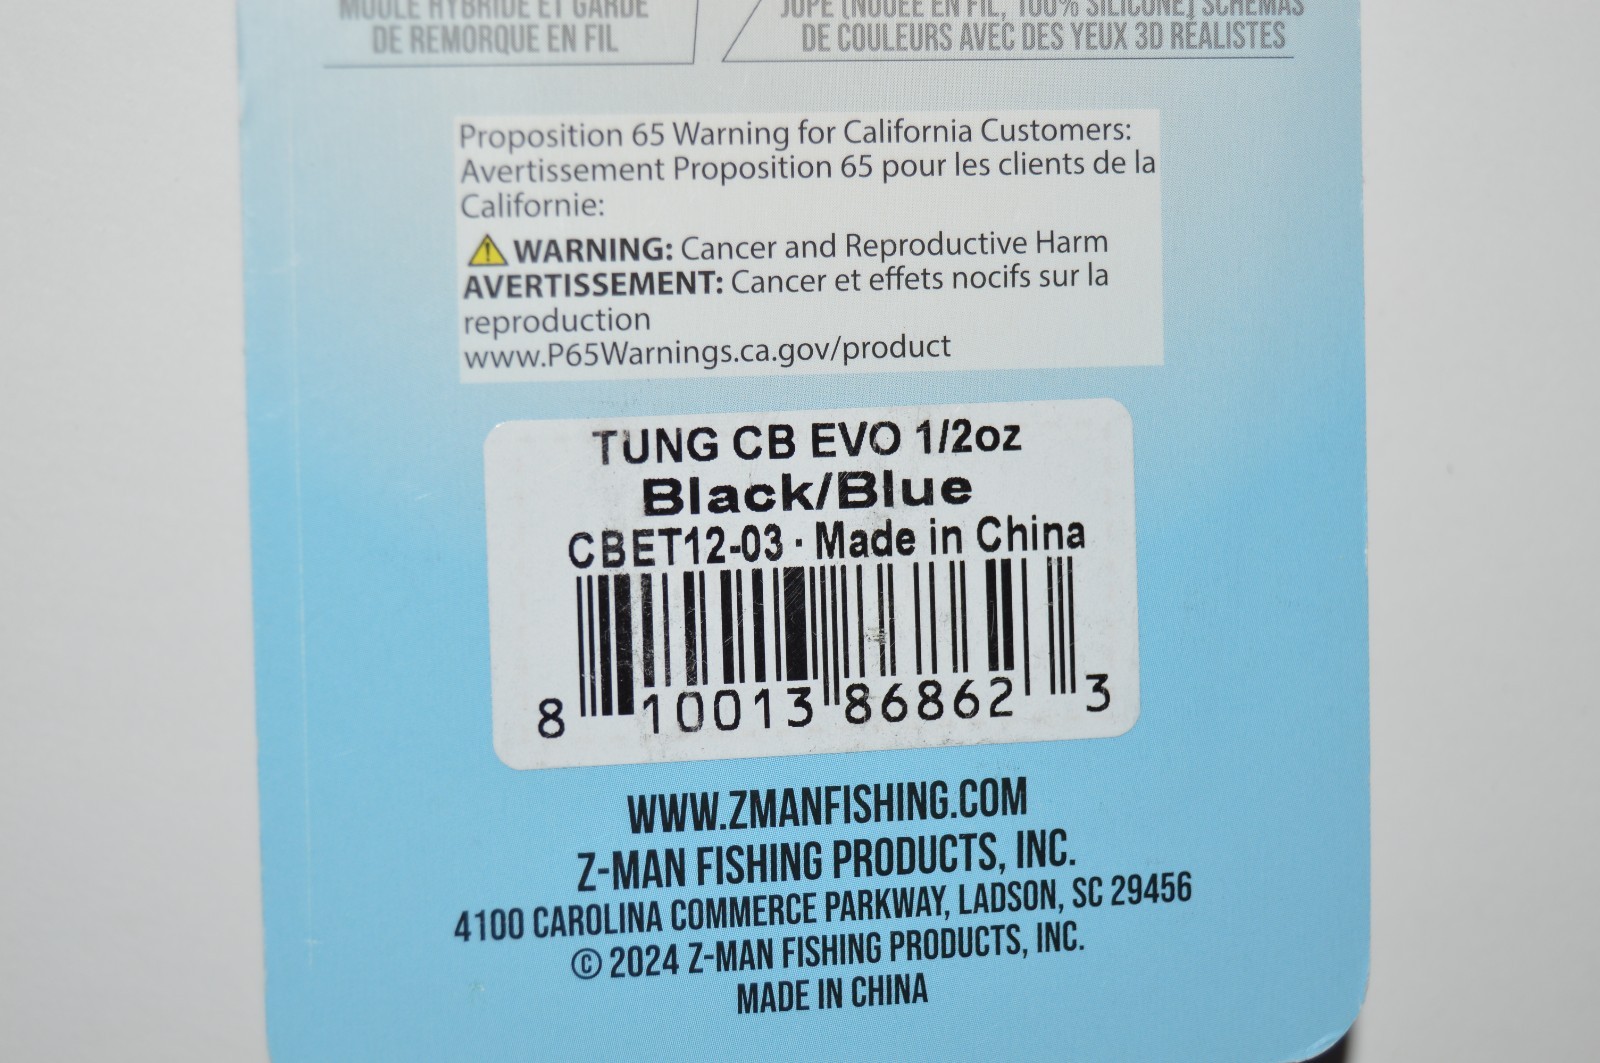 MOULÉ HYBRIDE ET GARDE
DE REMORQUE EN FIL
JUPE (NOUÉE EN FIL, 100% SILICONE) SCHÉMAS
DE COULEURS AVEC DES YEUX 3D RÉALISTES
Proposition 65 Warning for California Customers:
Avertissement Proposition 65 pour les clients de la
Californie:
WARNING: Cancer and Reproductive Harm
AVERTISSEMENT: Cancer et effets nocifs sur la
reproduction
www.P65Warnings.ca.gov/product
TUNG CB EVO 1/2oz
Black/Blue
CBET12-03 · Made in China
8 10013 86862 3
WWW.ZMANFISHING.COM
Z-MAN FISHING PRODUCTS, INC.
4100 CAROLINA COMMERCE PARKWAY, LADSON, SC 29456
© 2024 Z-MAN FISHING PRODUCTS, INC.
MADE IN CHINA